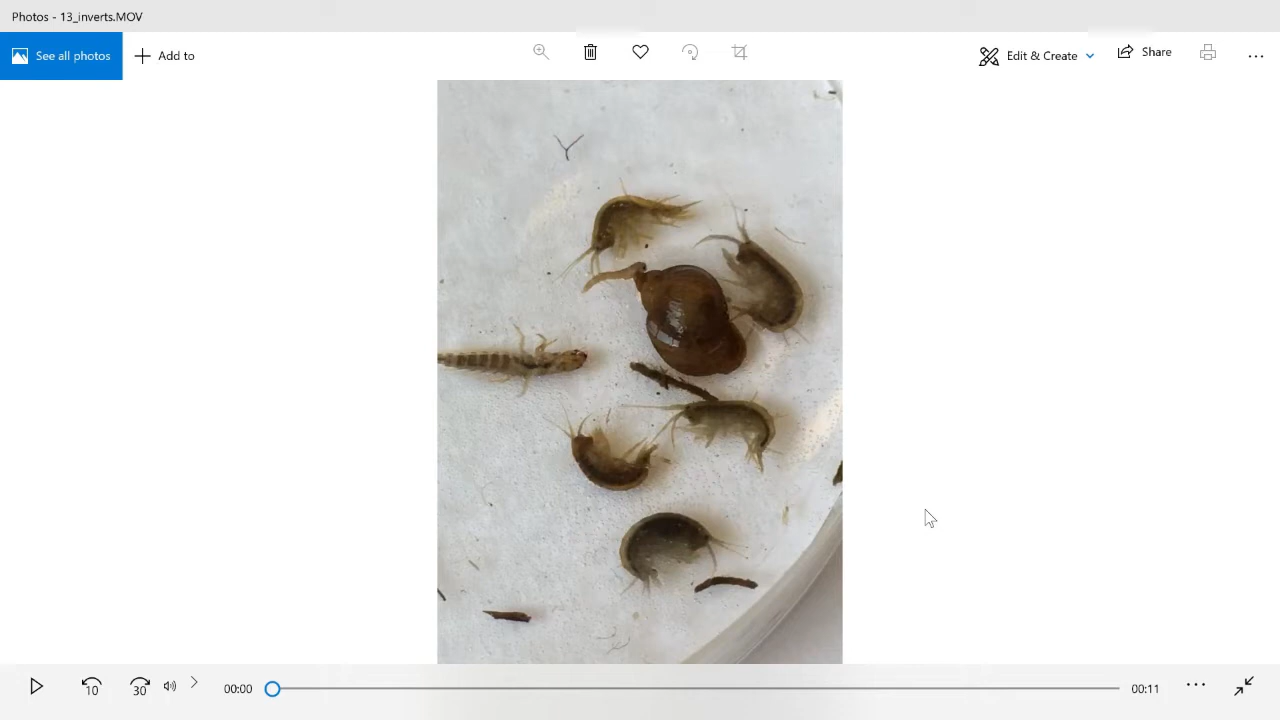 Photos - 13_inverts.MOV
See all photos
Add to
Edit & Create
Share
10
30
00:00
00:11